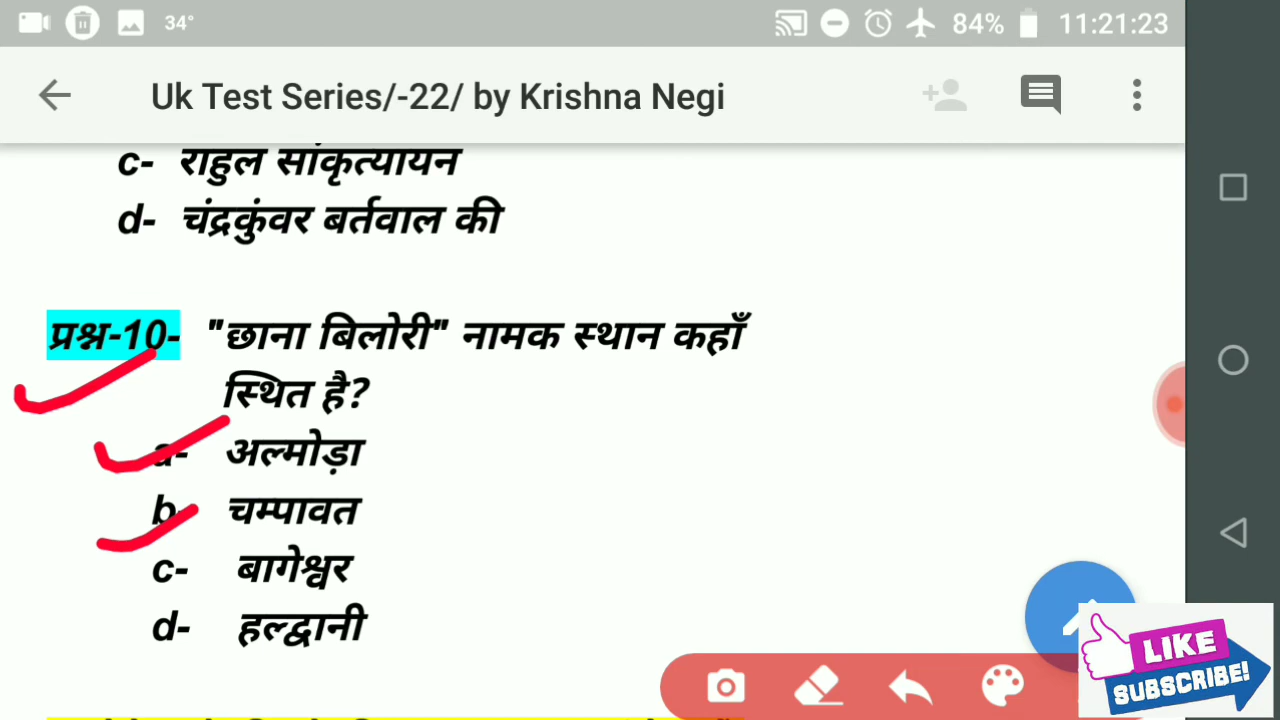 34°
84% 11:21:23
Uk Test Series/-22/ by Krishna Negi
c- राहुल सांकृत्यायन
d- चंद्रकुंवर बर्तवाल की
प्रश्न-10- "छाना बिलोरी" नामक स्थान कहाँ
स्थित है?
a- अल्मोड़ा
b- चम्पावत
c- बागेश्वर
d- हल्द्वानी
LIKE
SUBSCRIBE!